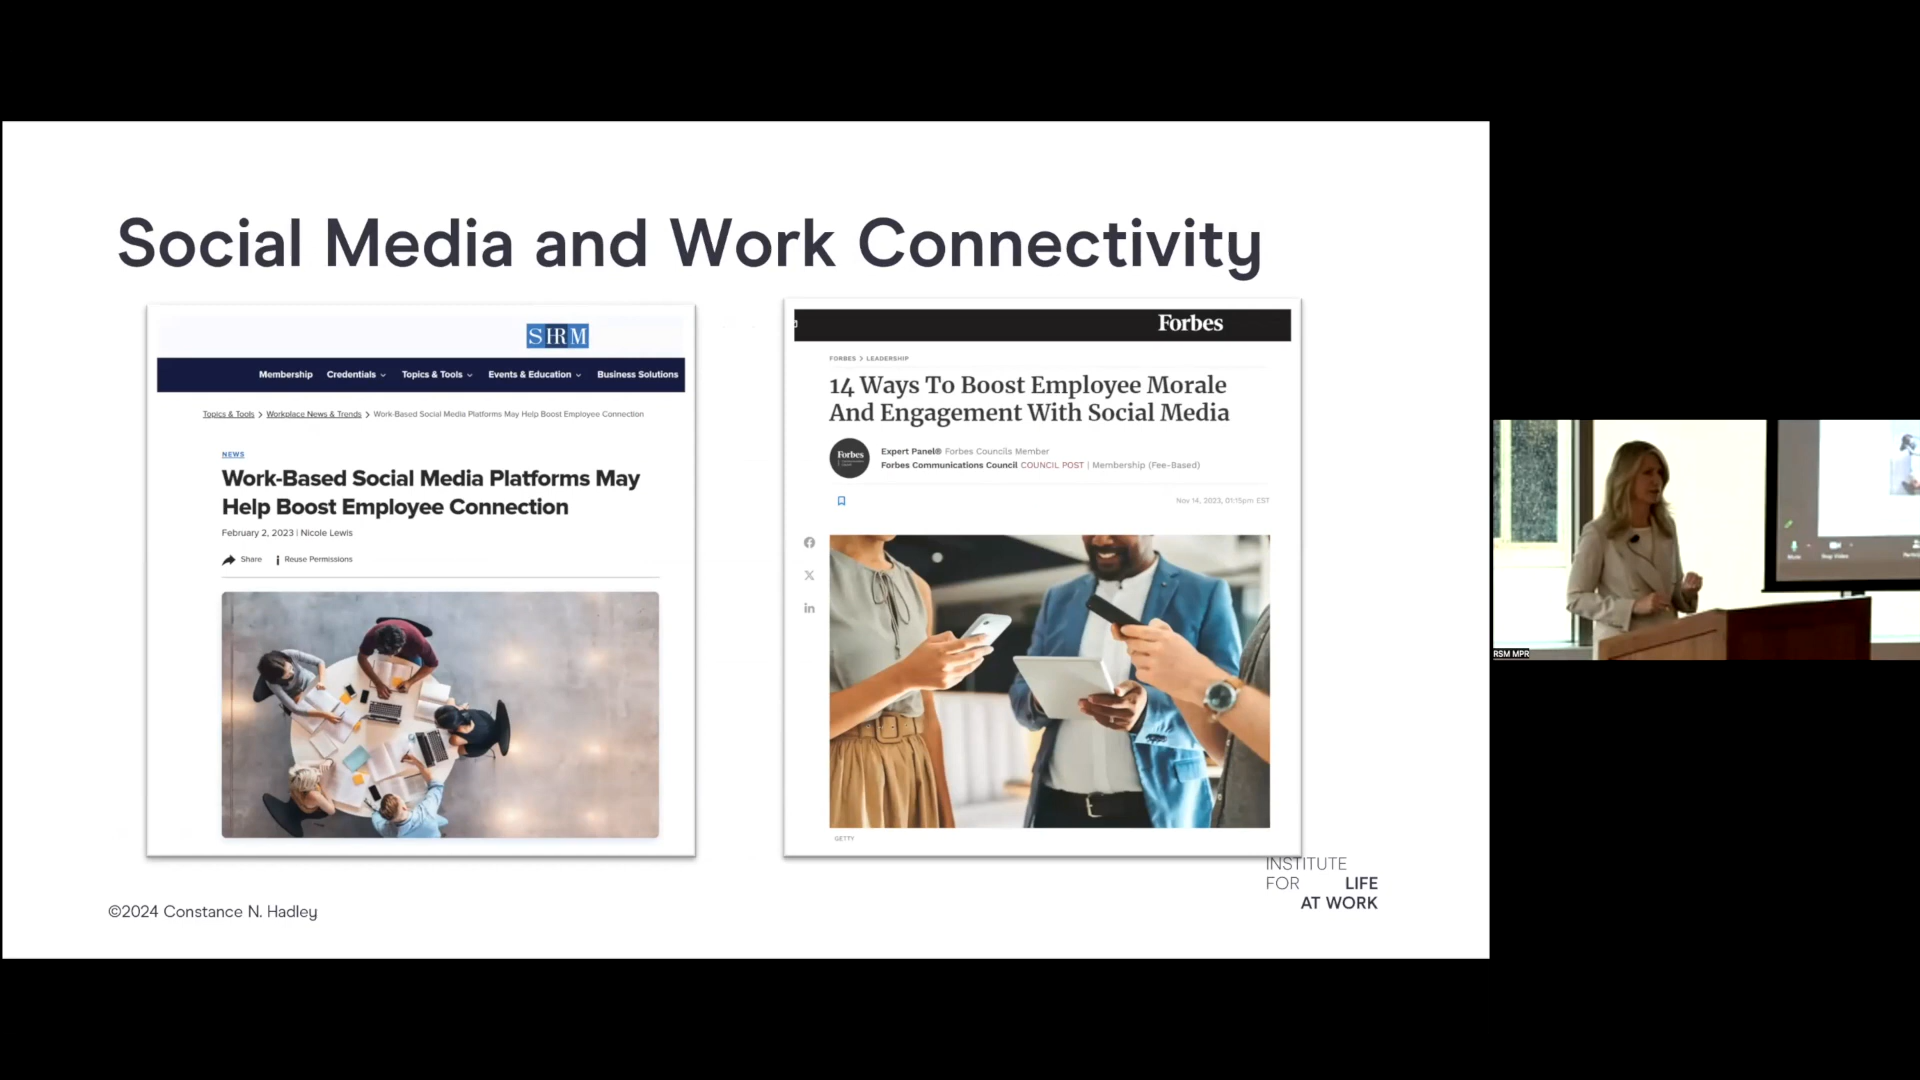 Social Media and Work Connectivity
SHRM
Membership Credentials Topics & Tools Events & Education Business Solutions
Topics & Tools > Workplace News & Trends > Work-Based Social Media Platforms May Help Boost Employee Connection
NEWS
Work-Based Social Media Platforms May
Help Boost Employee Connection
February 2, 2023 | Nicole Lewis
Share Reuse Permissions
Forbes
FORBES > LEADERSHIP
14 Ways To Boost Employee Morale
And Engagement With Social Media
Forbes
Expert Panel® Forbes Councils Member
Forbes Communications Council COUNCIL POST | Membership (Fee-Based)
Nov 14, 2023, 01:15pm EST
GETTY
INSTITUTE
FOR LIFE
AT WORK
©2024 Constance N. Hadley
RSM MPR